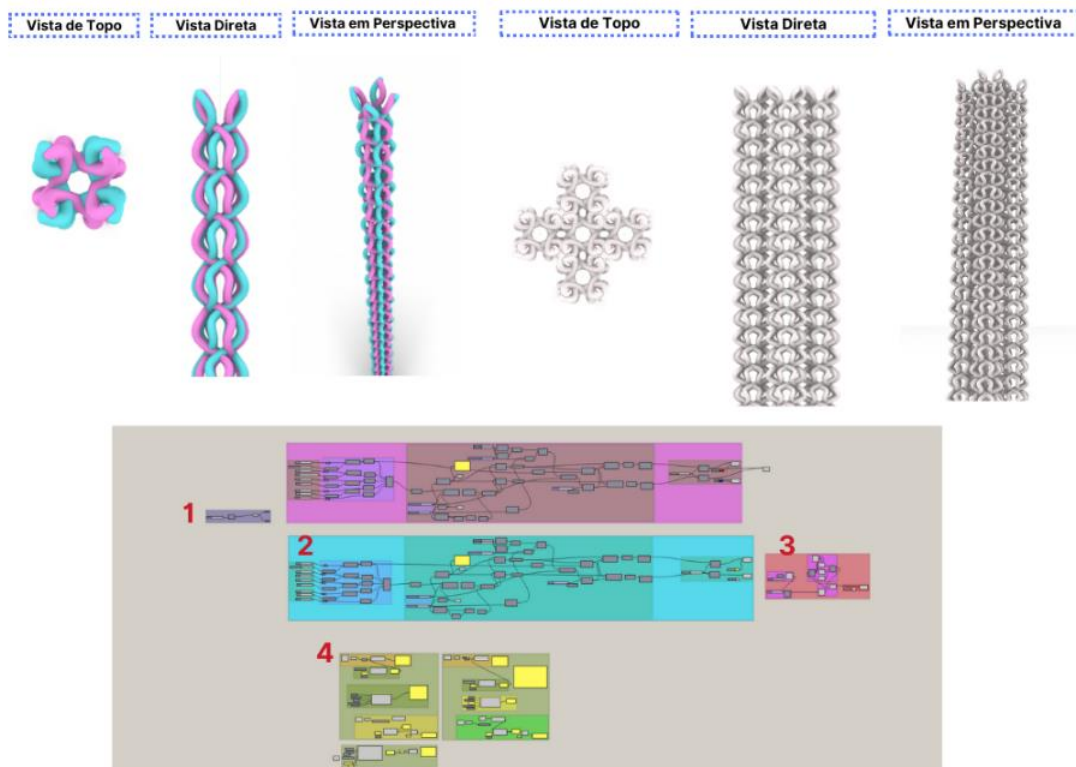 Vista de Topo
Vista Direta
Vista em Perspectiva
Vista de Topo
Vista Direta
Vista em Perspectiva
1
2
3
4